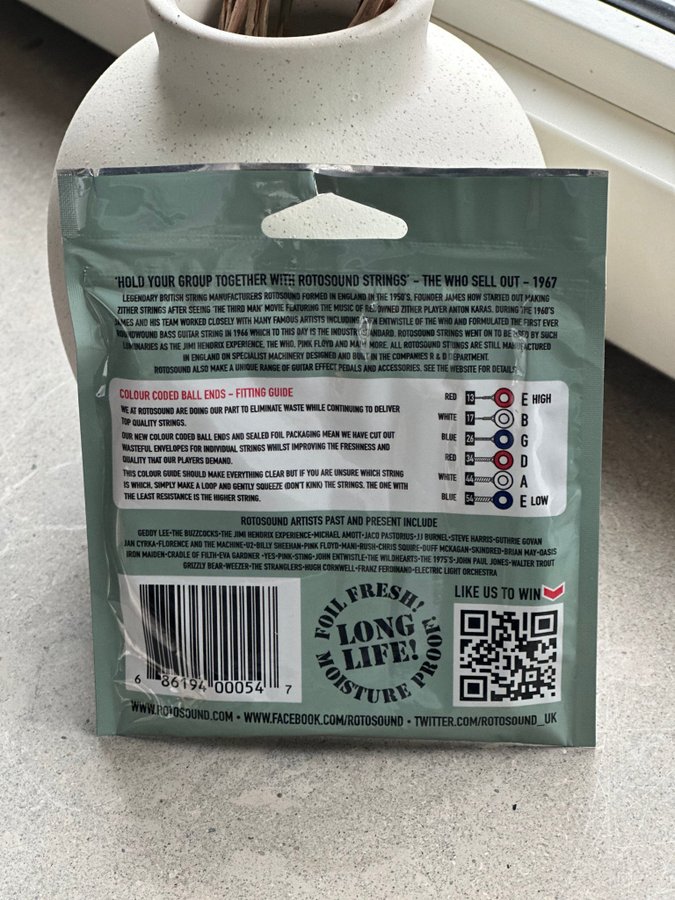 'HOLD YOUR GROUP TOGETHER WITH ROTOSOUND STRINGS' – THE WHO SELL OUT – 1967
LEGENDARY BRITISH STRING MANUFACTURERS ROTOSOUND FORMED IN ENGLAND IN THE 1950'S. FOUNDER JAMES HOW STARTED OUT MAKING
ZITHER STRINGS AFTER SEEING 'THE THIRD MAN' MOVIE FEATURING THE MUSIC OF RENOWNED ZITHER PLAYER ANTON KARAS. DURING THE 1960'S
JAMES AND HIS TEAM WORKED CLOSELY WITH MANY FAMOUS ARTISTS INCLUDING ENTWISTLE OF THE WHO AND FORMULATED THE FIRST EVER
ROUNDWOUND BASS GUITAR STRING IN 1966 WHICH TO THIS DAY IS THE INDUSTRY STANDARD. ROTOSOUND STRINGS WENT ON TO BE USED BY SUCH
LUMINARIES AS THE JIMI HENDRIX EXPERIENCE, THE WHO, PINK FLOYD AND MANY MORE. ALL ROTOSOUND STRINGS ARE STILL MANUFACTURED
IN ENGLAND ON SPECIALIST MACHINERY DESIGNED AND BUILT IN THE COMPANIES R & D DEPARTMENT.
ROTOSOUND ALSO MAKE A UNIQUE RANGE OF GUITAR EFFECT PEDALS AND ACCESSORIES. SEE THE WEBSITE FOR DETAILS
COLOUR CODED BALL ENDS – FITTING GUIDE
WE AT ROTOSOUND ARE DOING OUR PART TO ELIMINATE WASTE WHILE CONTINUING TO DELIVER
TOP QUALITY STRINGS.
OUR NEW COLOUR CODED BALL ENDS AND SEALED FOIL PACKAGING MEAN WE HAVE CUT OUT
WASTEFUL ENVELOPES FOR INDIVIDUAL STRINGS WHILST IMPROVING THE FRESHNESS AND
QUALITY THAT OUR PLAYERS DEMAND.
THIS COLOUR GUIDE SHOULD MAKE EVERYTHING CLEAR BUT IF YOU ARE UNSURE WHICH STRING
IS WHICH, SIMPLY MAKE A LOOP AND GENTLY SQUEEZE (DON'T KINK) THE STRINGS. THE ONE WITH
THE LEAST RESISTANCE IS THE HIGHER STRING.
RED 13 E HIGH
WHITE 17 B
BLUE 26 G
RED 34 D
WHITE 44 A
BLUE 54 E LOW
ROTOSOUND ARTISTS PAST AND PRESENT INCLUDE
GEDDY LEE•THE BUZZCOCKS•THE JIMI HENDRIX EXPERIENCE•MICHAEL AMOTT•JACO PASTORIUS•JJ BURNEL•STEVE HARRIS•GUTHRIE GOVAN
JAN CYRKA•FLORENCE AND THE MACHINE•U2•BILLY SHEEHAN•PINK FLOYD•MANI•RUSH•CHRIS SQUIRE•DUFF MCKAGAN•SKINDRED•BRIAN MAY•OASIS
IRON MAIDEN•CRADLE OF FILTH•EVA GARDNER•YES•PINK•STING•JOHN ENTWISTLE•THE WILDHEARTS•THE 1975'S•JOHN PAUL JONES•WALTER TROUT
GRIZZLY BEAR•WEEZER•THE STRANGLERS•HUGH CORNWELL•FRANZ FERDINAND•ELECTRIC LIGHT ORCHESTRA
6 86194 00054 7
FOIL FRESH!
LONG
LIFE!
MOISTURE PROOF
LIKE US TO WIN
WWW.ROTOSOUND.COM • WWW.FACEBOOK.COM/ROTOSOUND • TWITTER.COM/ROTOSOUND_UK